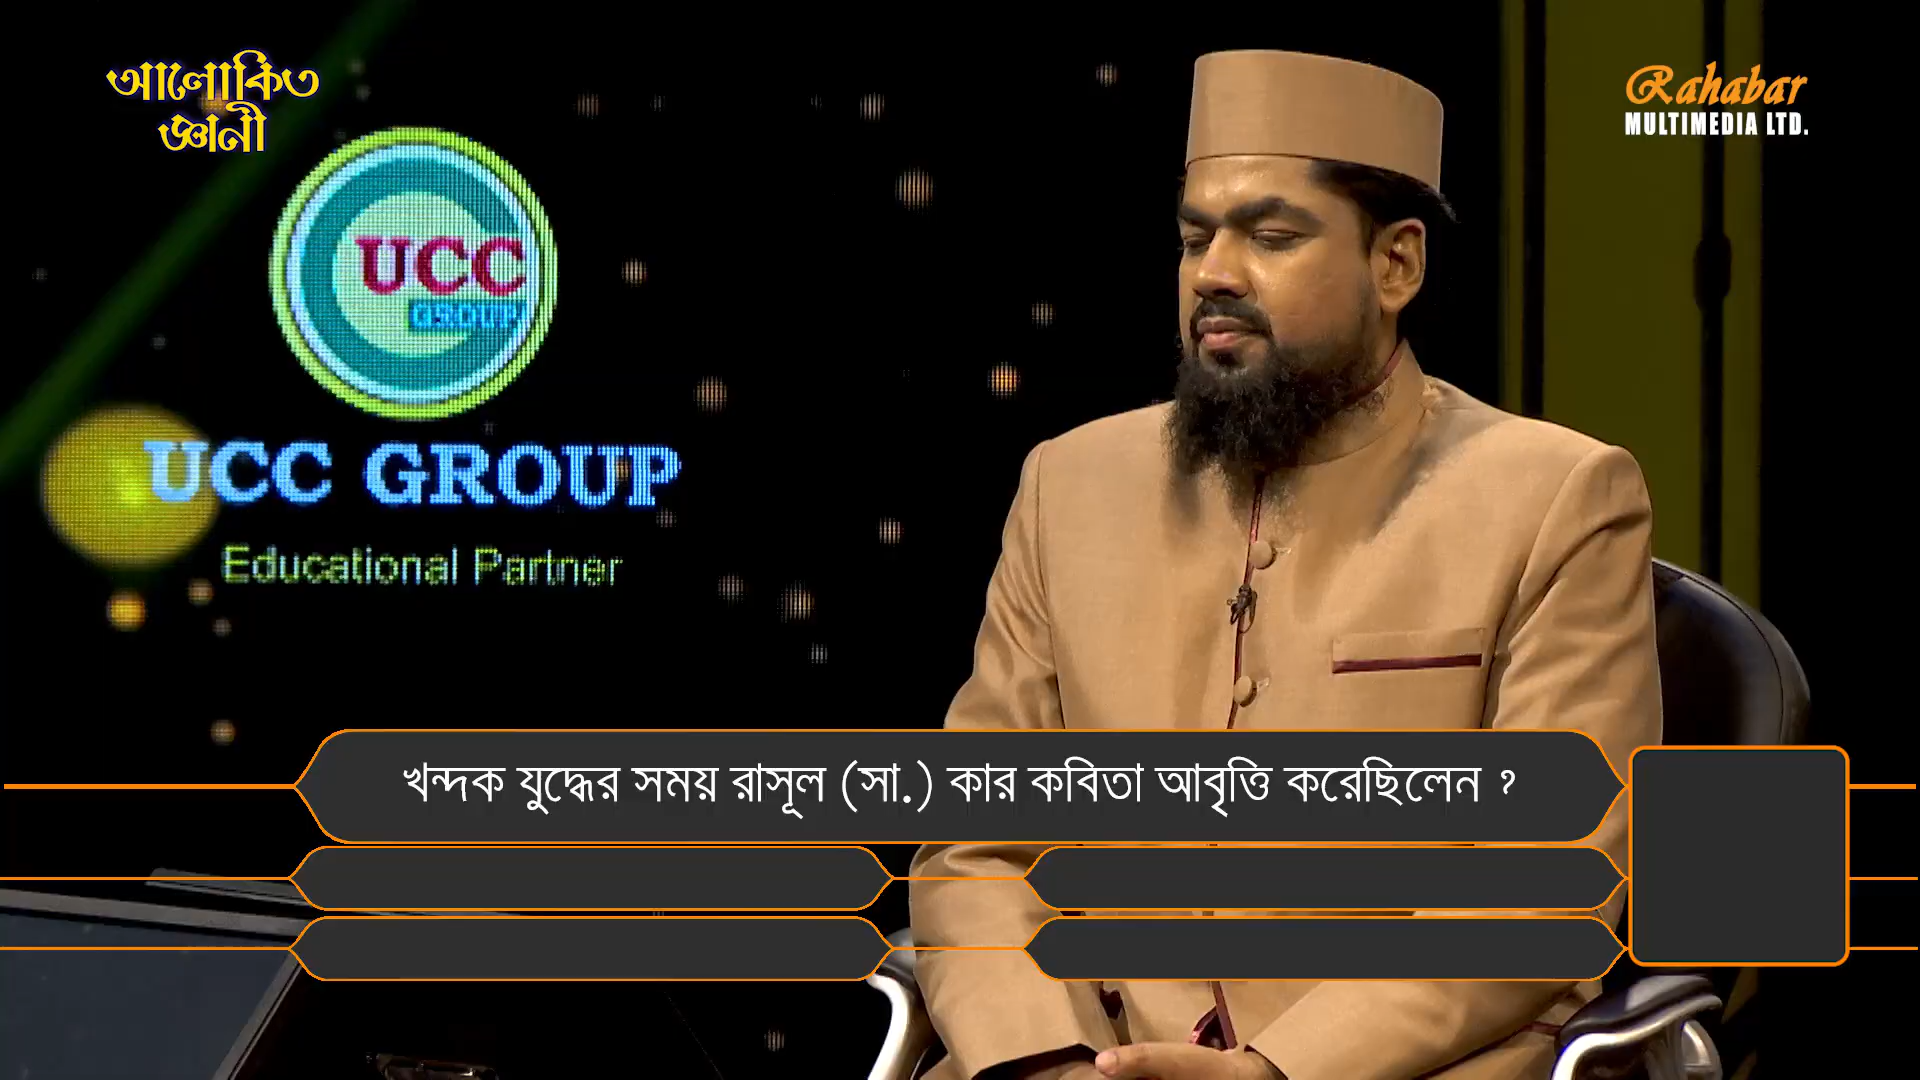 আলোকিত
জ্ঞানী
Rahabar
MULTIMEDIA LTD.
UCC
GROUP
UCC GROUP
Educational Partner
খন্দক যুদ্ধের সময় রাসূল (সা.) কার কবিতা আবৃত্তি করেছিলেন ?